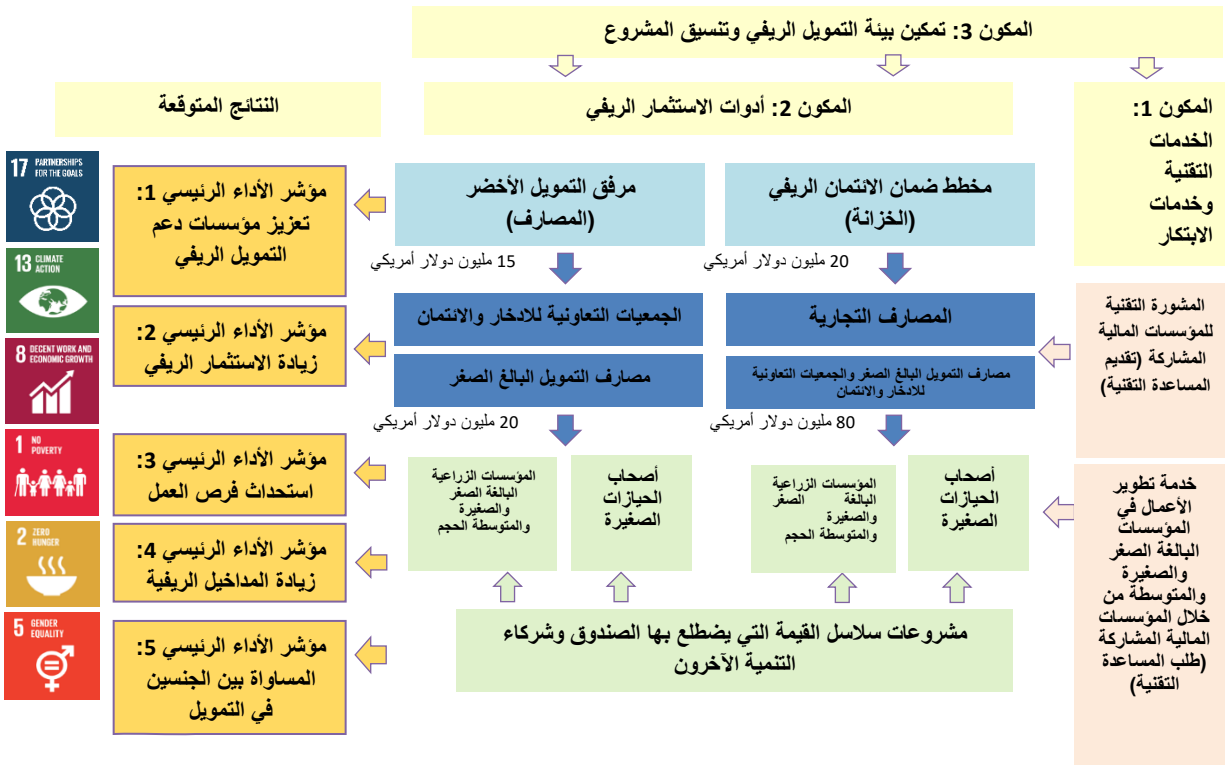 المكون 3: تمكين بيئة التمويل الريفي وتنسيق المشروع
المكون 1:
الخدمات
التقنية
وخدمات
الابتكار
المكون 2: أدوات الاستثمار الريفي
النتائج المتوقعة
مخطط ضمان الائتمان الريفي
(الخزانة)
مرفق التمويل الأخضر
(المصارف)
مؤشر الأداء الرئيسي 1:
تعزيز مؤسسات دعم
التمويل الريفي
20 مليون دولار أمريكي
15 مليون دولار أمريكي
المشورة التقنية
للمؤسسات المالية
المشاركة (تقديم
المساعدة التقنية)
المصارف التجارية
الجمعيات التعاونية للادخار والائتمان
مؤشر الأداء الرئيسي 2:
زيادة الاستثمار الريفي
مصارف التمويل البالغ الصغر والجمعيات التعاونية
للادخار والائتمان
مصارف التمويل البالغ الصغر
80 مليون دولار أمريكي
20 مليون دولار أمريكي
خدمة تطوير
الأعمال في
المؤسسات
البالغة الصغر
والصغيرة
والمتوسطة من
خلال المؤسسات
المالية المشاركة
(طلب المساعدة
التقنية)
أصحاب
الحيازات
الصغيرة
المؤسسات الزراعية
البالغة الصغر
والصغيرة
والمتوسطة الحجم
أصحاب
الحيازات
الصغيرة
المؤسسات الزراعية
البالغة الصغر
والصغيرة
والمتوسطة الحجم
مؤشر الأداء الرئيسي 3:
استحداث فرص العمل
مؤشر الأداء الرئيسي 4:
زيادة المداخيل الريفية
مشروعات سلاسل القيمة التي يضطلع بها الصندوق وشركاء
التنمية الآخرون
مؤشر الأداء الرئيسي 5:
المساواة بين الجنسين
في التمويل
17 PARTNERSHIPS
FOR THE GOALS
13 CLIMATE
ACTION
8 DECENT WORK AND
ECONOMIC GROWTH
1 NO
POVERTY
2 ZERO
HUNGER
5 GENDER
EQUALITY